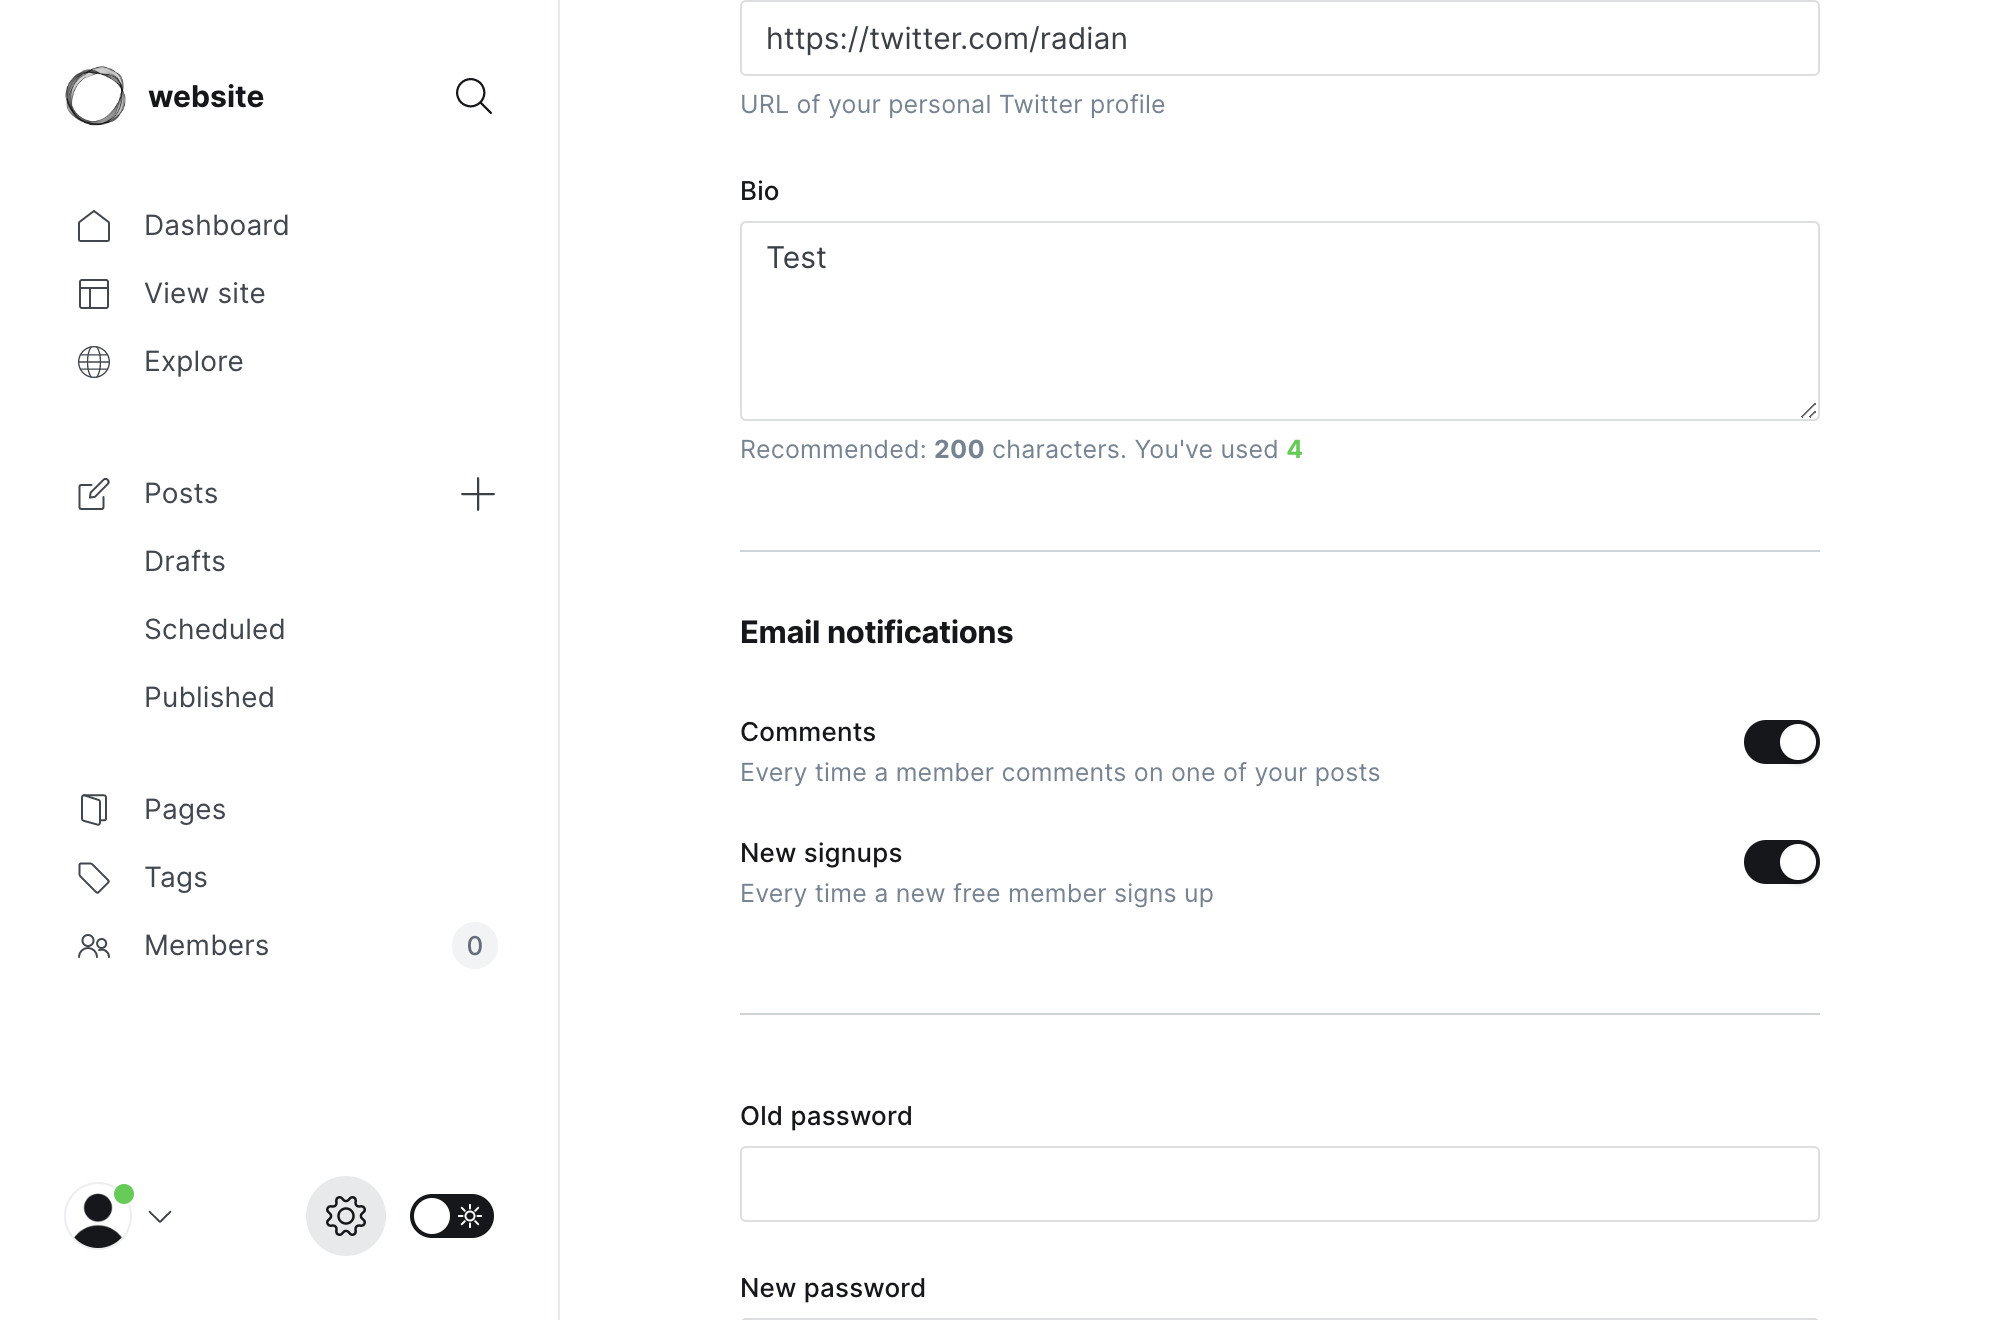 website
Dashboard
View site
Explore
Posts
Drafts
Scheduled
Published
Pages
Tags
Members
0
https://twitter.com/radian
URL of your personal Twitter profile
Bio
Test
Recommended: 200 characters. You've used 4
Email notifications
Comments
Every time a member comments on one of your posts
New signups
Every time a new free member signs up
Old password
New password